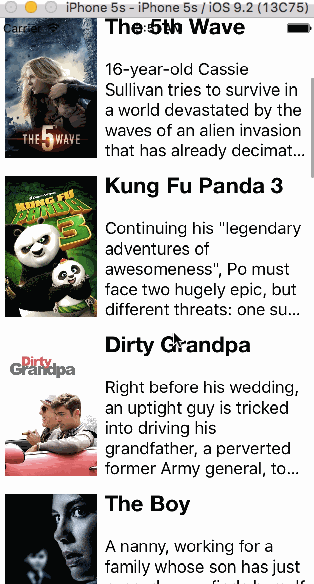 iPhone 5s - iPhone 5s / iOS 9.2 (13C75)
Carrier
The 5th Wave
16-year-old Cassie
Sullivan tries to survive in
a world devastated by the
waves of an alien invasion
that has already decimat...
THE 5 WAVE
Kung Fu Panda 3
KUNG FU
PANDA
3
Continuing his "legendary
adventures of
awesomeness", Po must
face two hugely epic, but
different threats: one su...
Dirty Grandpa
Dirty
Grandpa
Right before his wedding,
an uptight guy is tricked
into driving his
grandfather, a perverted
former Army general, to...
The Boy
A nanny, working for a
family whose son has just